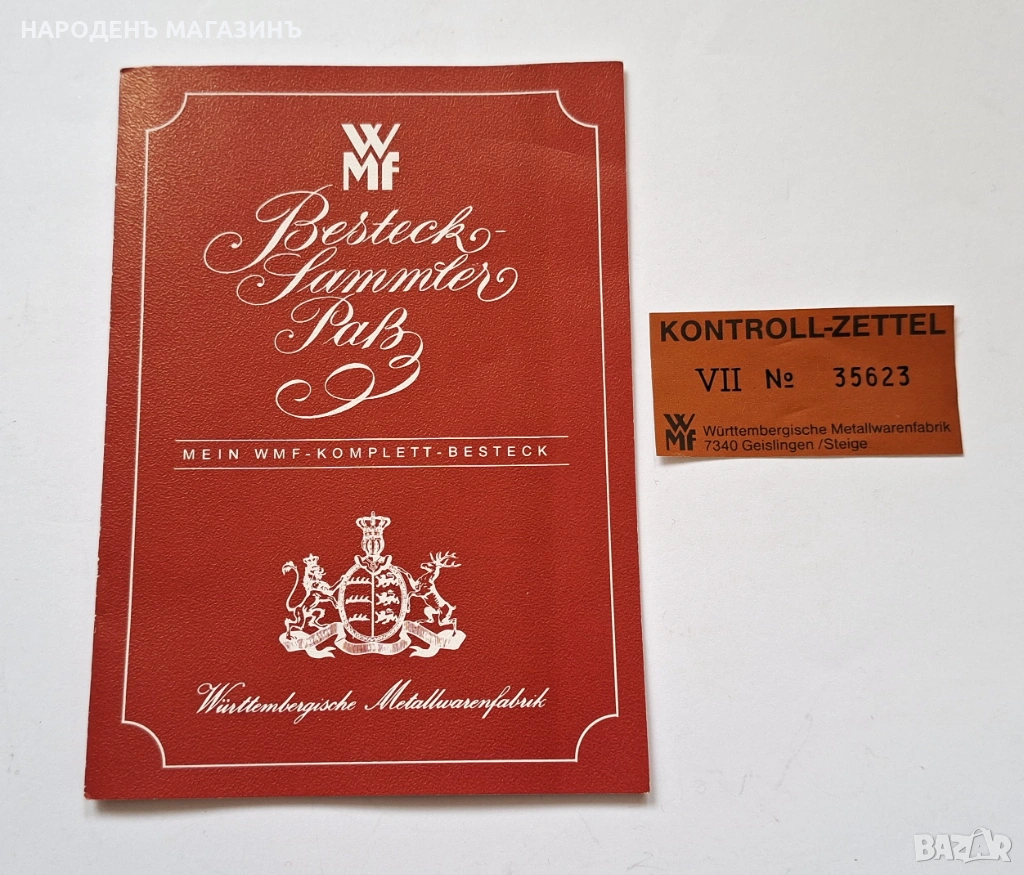 НАРОДЕНЪ МАГАЗИНЪ
WMF
Besteck-
Sammler
Paß
MEIN WMF-KOMPLETT-BESTECK
Württembergische Metallwarenfabrik
KONTROLL-ZETTEL
VII № 35623
WMF
Württembergische Metallwarenfabrik
7340 Geislingen/Steige
BAZAR